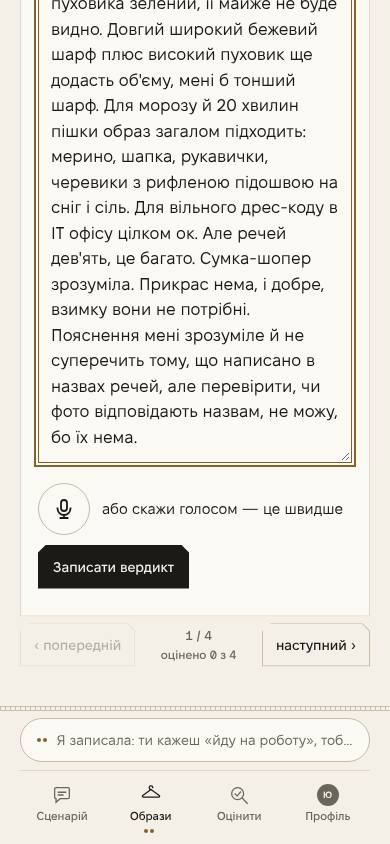 пуховика зелений, її майже не буде
видно. Довгий широкий бежевий
шарф плюс високий пуховик ще
додасть об'єму, мені б тонший
шарф. Для морозу й 20 хвилин
пішки образ загалом підходить:
мерино, шапка, рукавички,
черевики з рифленою підошвою на
сніг і сіль. Для вільного дрес-коду в
ІТ офісу цілком ок. Але речей
дев'ять, це багато. Сумка-шопер
зрозуміла. Прикрас нема, і добре,
взимку вони не потрібні.
Пояснення мені зрозуміле й не
суперечить тому, що написано в
назвах речей, але перевірити, чи
фото відповідають назвам, не можу,
бо їх нема.
або скажи голосом — це швидше
Записати вердикт
‹ попередній
1 / 4
оцінено 0 з 4
наступний ›
Я записала: ти кажеш «йду на роботу», тоб...
Сценарій
Образи
Оцінити
Ю
Профіль